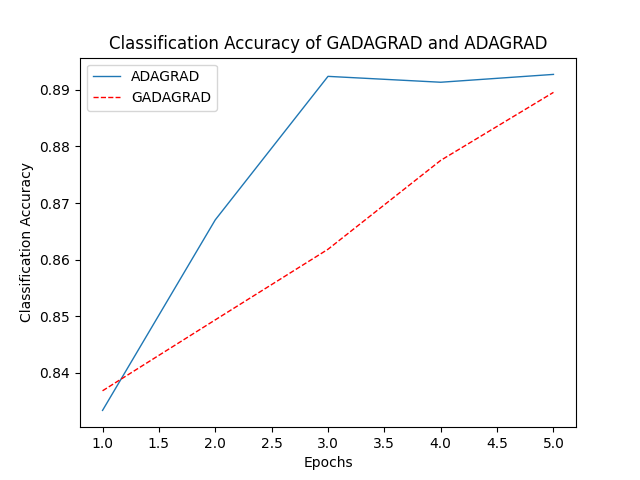 Classification Accuracy of GADAGRAD and ADAGRAD
ADAGRAD
GADAGRAD
Classification Accuracy
0.89
0.88
0.87
0.86
0.85
0.84
1.0 1.5 2.0 2.5 3.0 3.5 4.0 4.5 5.0
Epochs